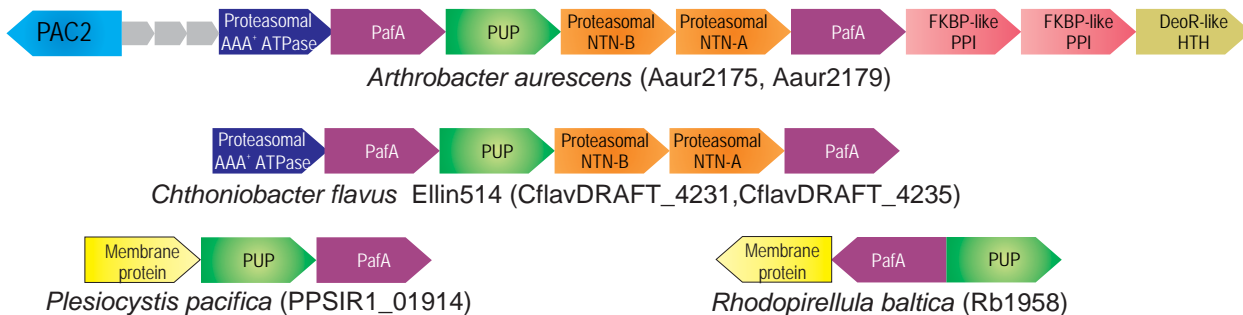 PAC2 Proteasomal AAA⁺ ATPase PafA PUP Proteasomal NTN-B Proteasomal NTN-A PafA FKBP-like PPI FKBP-like PPI DeoR-like HTH
Arthrobacter aurescens (Aaur2175, Aaur2179)
Proteasomal AAA⁺ ATPase PafA PUP Proteasomal NTN-B Proteasomal NTN-A PafA
Chthoniobacter flavus Ellin514 (CflavDRAFT_4231,CflavDRAFT_4235)
Membrane protein PUP PafA
Plesiocystis pacifica (PPSIR1_01914)
Membrane protein PafA PUP
Rhodopirellula baltica (Rb1958)